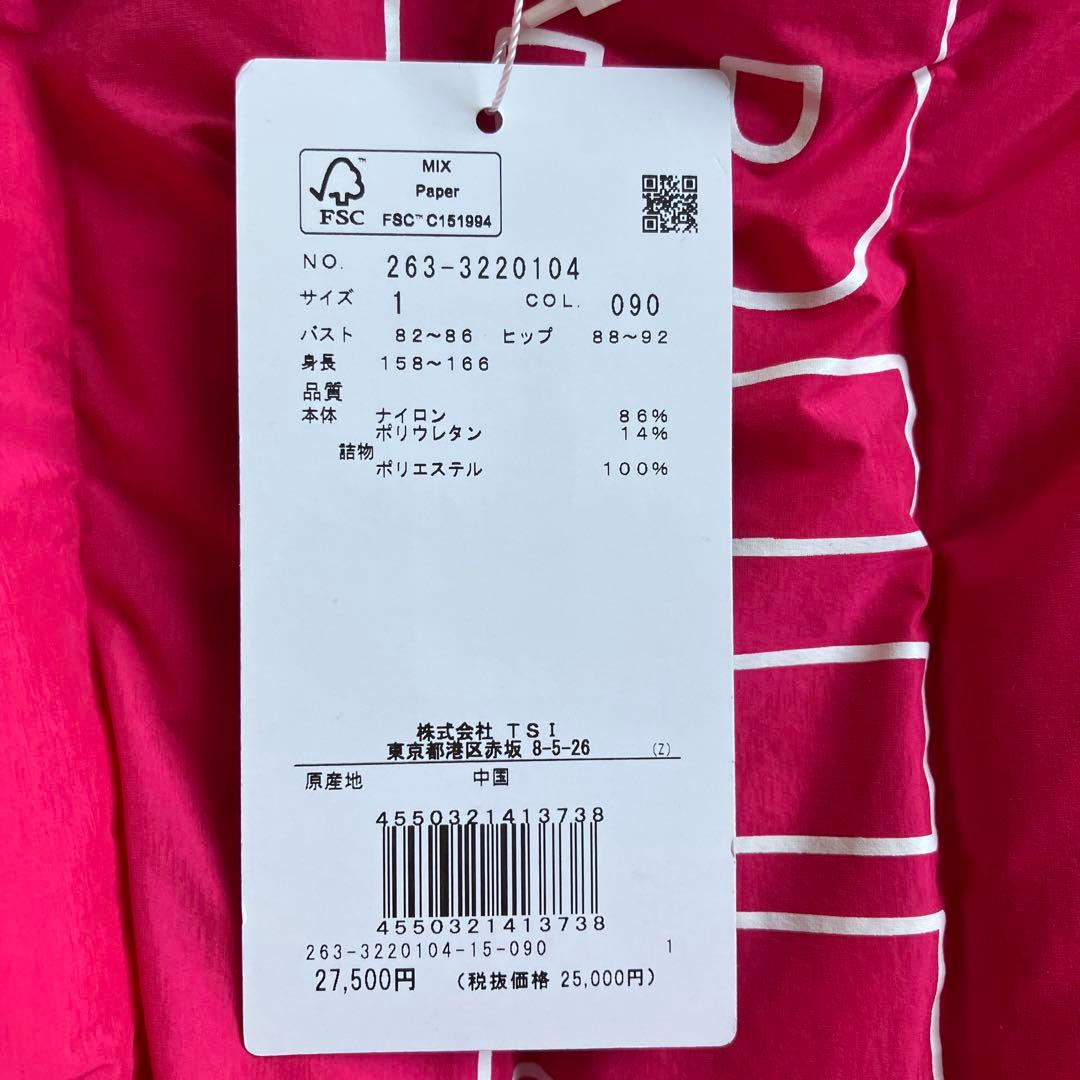 MIX
Paper
FSC™ C151994
FSC
NO. 263-3220104
サイズ 1 COL. 090
バスト 82〜86 ヒップ 88〜92
身長 158〜166
品質
本体 ナイロン 86%
ポリウレタン 14%
詰物
ポリエステル 100%
株式会社 TSI
東京都港区赤坂 8-5-26 (Z)
原産地 中国
4550321413738
4550321413738
263-3220104-15-090 1
27,500円 (税抜価格 25,000円)